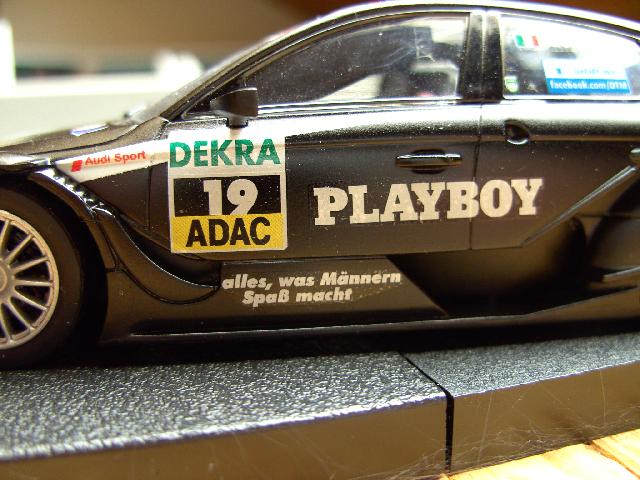 facebook.com/DTM
Audi Sport
DEKRA
19
ADAC
PLAYBOY
alles, was Männern
Spaß macht